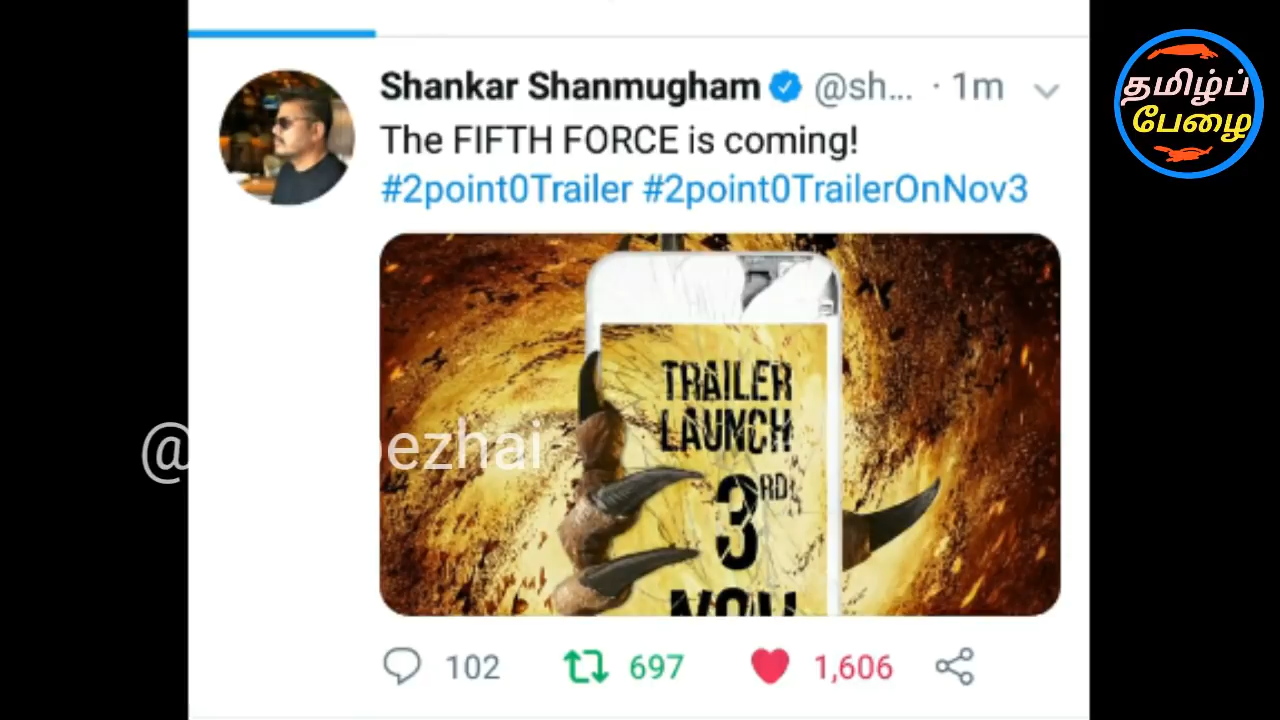 Shankar Shanmugham @sh... · 1m
The FIFTH FORCE is coming!
#2point0Trailer #2point0TrailerOnNov3
தமிழ்ப்
பேழை
TRAILER
LAUNCH
3RD
NOV
102 697 1,606